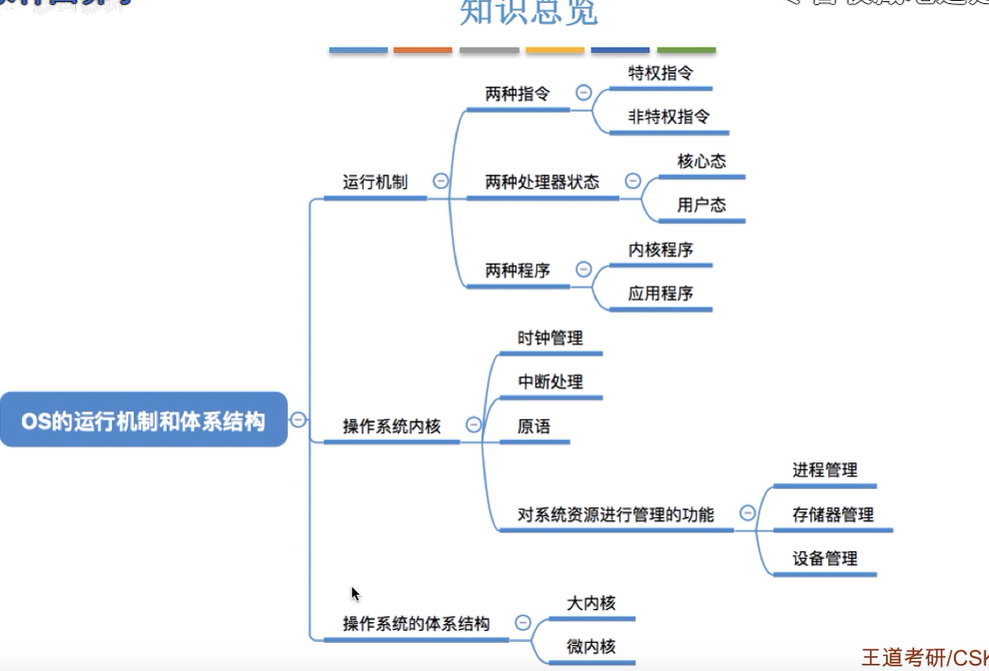 知识总览
运行机制
两种指令
特权指令
非特权指令
两种处理器状态
核心态
用户态
两种程序
内核程序
应用程序
OS的运行机制和体系结构
操作系统内核
时钟管理
中断处理
原语
对系统资源进行管理的功能
进程管理
存储器管理
设备管理
操作系统的体系结构
大内核
微内核
王道考研/CSK